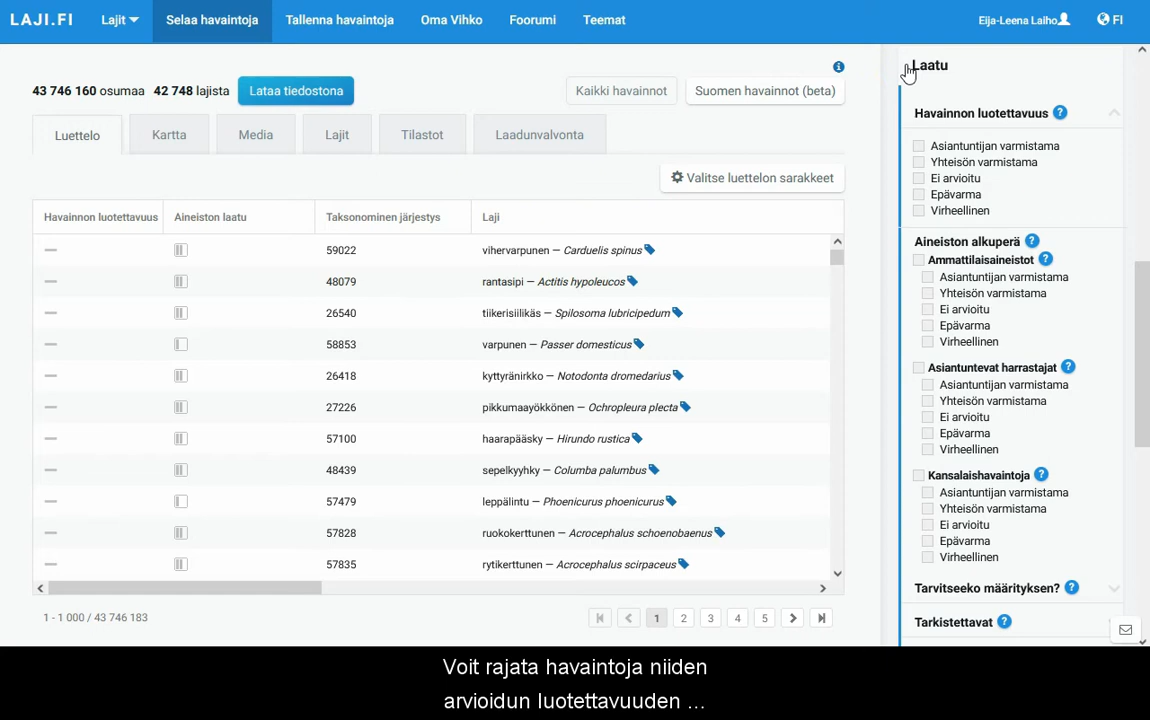 LAJI.FI Lajit Selaa havaintoja Tallenna havaintoja Oma Vihko Foorumi Teemat Eija-Leena Laiho FI
43 746 160 osumaa 42 748 lajista Lataa tiedostona Kaikki havainnot Suomen havainnot (beta)
Luettelo Kartta Media Lajit Tilastot Laadunvalvonta
Valitse luettelon sarakkeet
Havainnon luotettavuus Aineiston laatu Taksonominen järjestys Laji
59022 vihervarpunen — Carduelis spinus
48079 rantasipi — Actitis hypoleucos
26540 tiikerisiilikäs — Spilosoma lubricipedum
58853 varpunen — Passer domesticus
26418 kyttyränirkko — Notodonta dromedarius
27226 pikkumaayökkönen — Ochropleura plecta
57100 haarapääsky — Hirundo rustica
48439 sepelkyyhky — Columba palumbus
57479 leppälintu — Phoenicurus phoenicurus
57828 ruokokerttunen — Acrocephalus schoenobaenus
57835 rytikerttunen — Acrocephalus scirpaceus
1 - 1 000 / 43 746 183 1 2 3 4 5
Laatu
Havainnon luotettavuus ?
Asiantuntijan varmistama
Yhteisön varmistama
Ei arvioitu
Epävarma
Virheellinen
Aineiston alkuperä ?
Ammattilaisaineistot ?
Asiantuntijan varmistama
Yhteisön varmistama
Ei arvioitu
Epävarma
Virheellinen
Asiantuntevat harrastajat ?
Asiantuntijan varmistama
Yhteisön varmistama
Ei arvioitu
Epävarma
Virheellinen
Kansalaishavaintoja ?
Asiantuntijan varmistama
Yhteisön varmistama
Ei arvioitu
Epävarma
Virheellinen
Tarvitseeko määrityksen? ?
Tarkistettavat ?
Voit rajata havaintoja niiden
arvioidun luotettavuuden ...